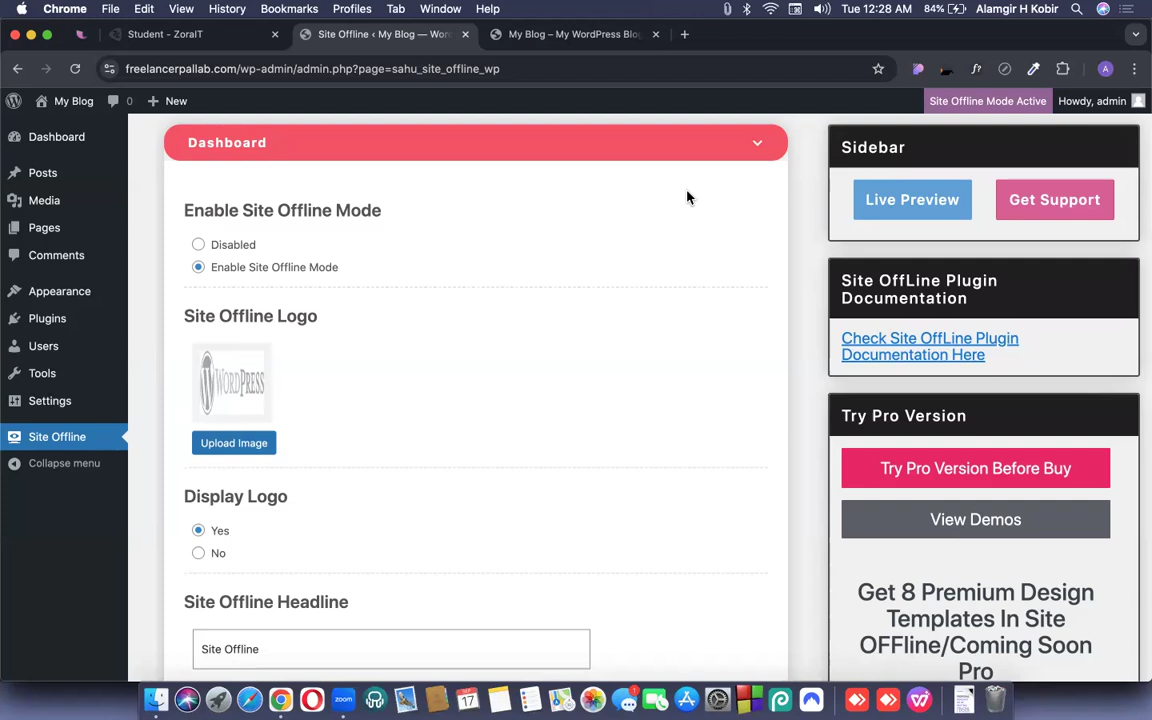 Chrome File Edit View History Bookmarks Profiles Tab Window Help 84% Tue 12:28 AM Alamgir H Kobir
Student - ZoraIT
Site Offline ‹ My Blog — Wor
My Blog – My WordPress Blo
freelancerpallab.com/wp-admin/admin.php?page=sahu_site_offline_wp
A
My Blog 0 + New Site Offline Mode Active Howdy, admin
Dashboard
Posts
Media
Pages
Comments
Appearance
Plugins
Users
Tools
Settings
Site Offline
Collapse menu
Dashboard
Enable Site Offline Mode
Disabled
Enable Site Offline Mode
Site Offline Logo
WORDPRESS
Upload Image
Display Logo
Yes
No
Site Offline Headline
Site Offline
Sidebar
Live Preview Get Support
Site OffLine Plugin
Documentation
Check Site OffLine Plugin
Documentation Here
Try Pro Version
Try Pro Version Before Buy
View Demos
Get 8 Premium Design
Templates In Site
OFFline/Coming Soon
Pro
SEP
17
zoom
1